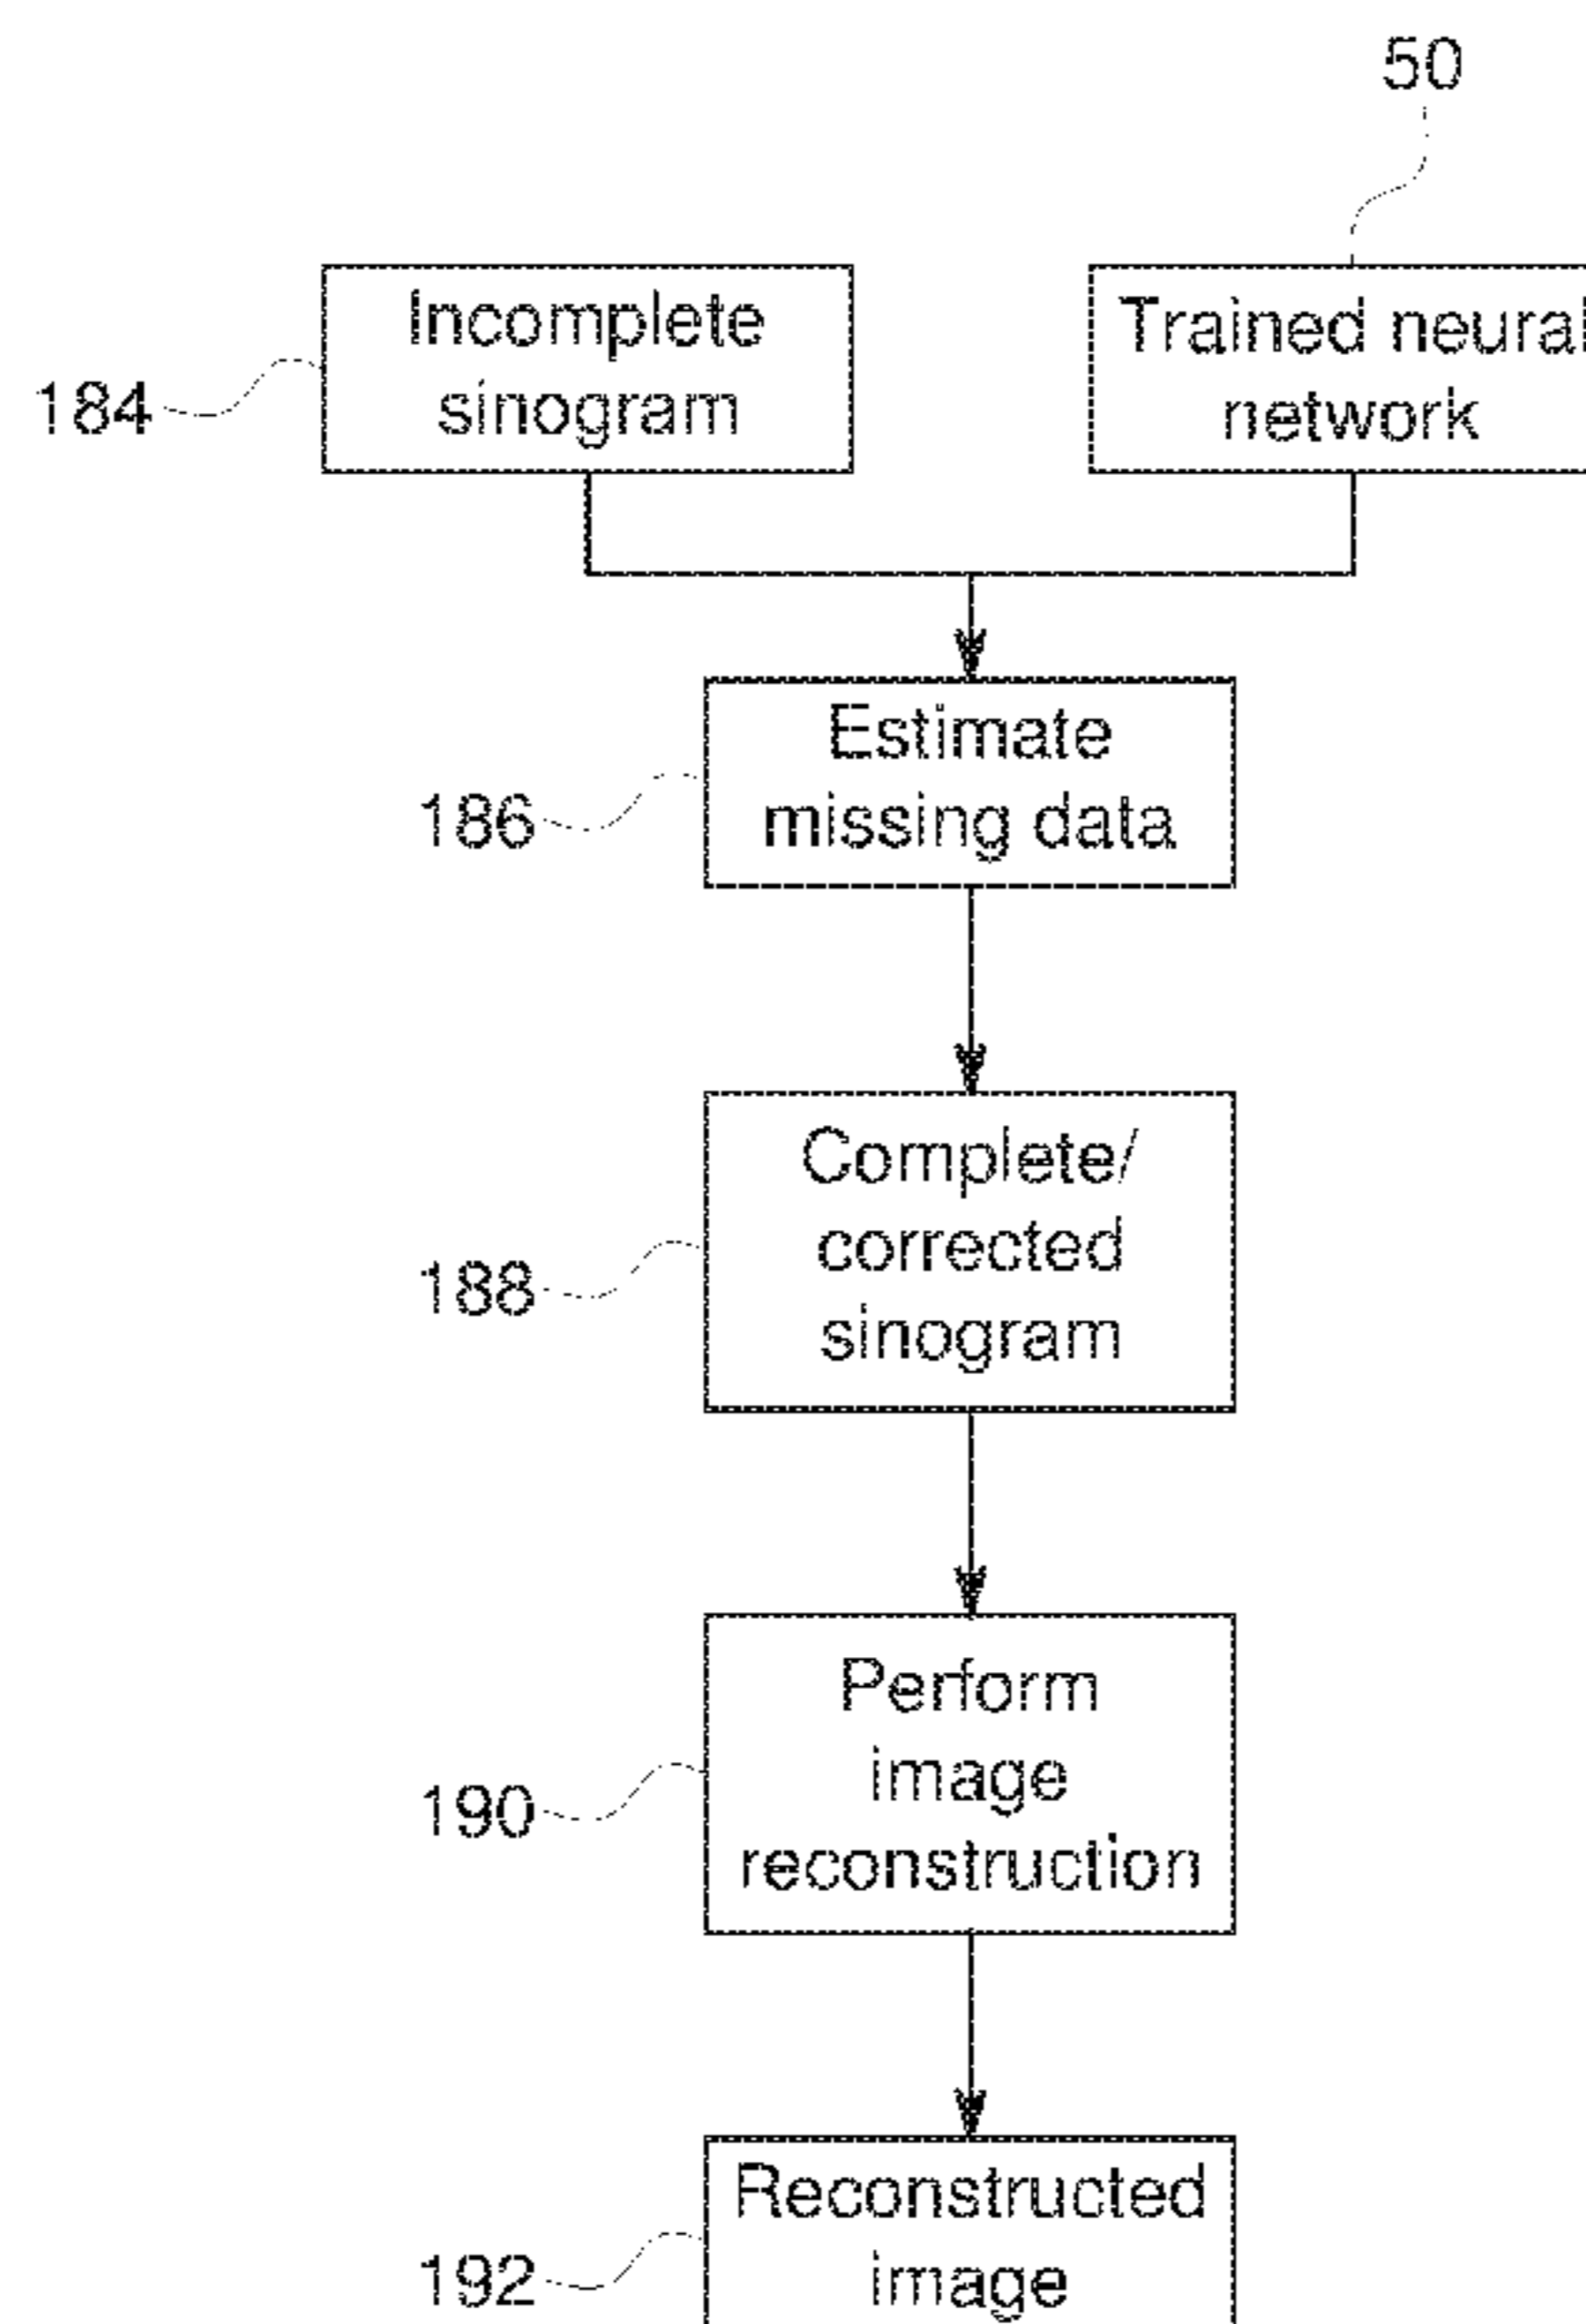 50
Incomplete
sinogram
184
Trained neural
network
Estimate
missing data
186
Complete/
corrected
sinogram
188
Perform
image
reconstruction
190
Reconstructed
image
192